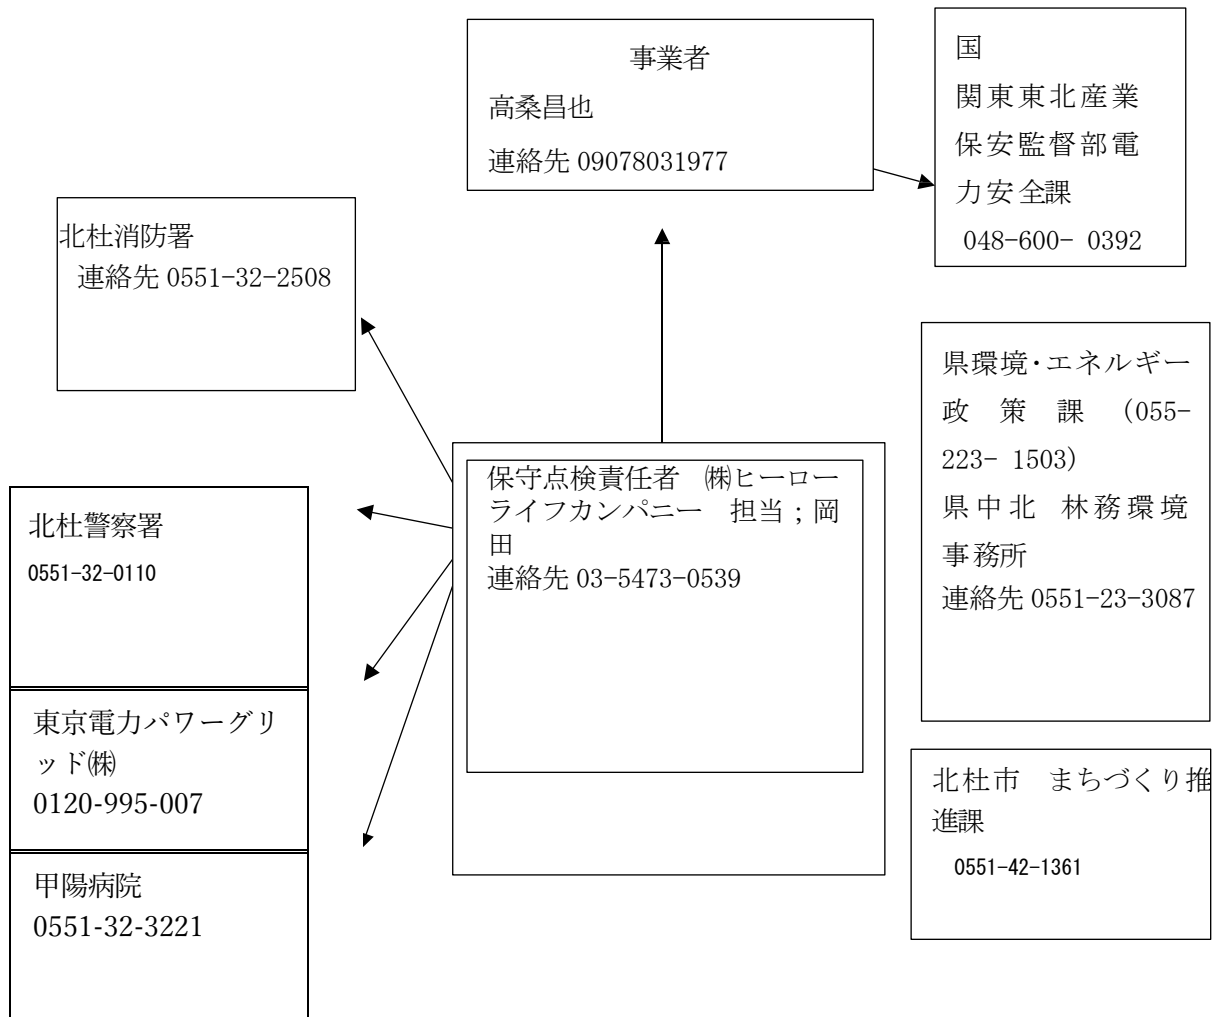 事業者
高桑昌也
連絡先 09078031977
国
関東東北産業
保安監督部電
力安全課
048-600- 0392
北杜消防署
連絡先 0551-32-2508
県環境・エネルギー
政 策 課 (055-
223- 1503)
県中北 林務環境
事務所
連絡先 0551-23-3087
保守点検責任者 ㈱ヒーロー
ライフカンパニー 担当；岡
田
連絡先 03-5473-0539
北杜警察署
0551-32-0110
東京電力パワーグリ
ッド㈱
0120-995-007
甲陽病院
0551-32-3221
北杜市 まちづくり推
進課
0551-42-1361